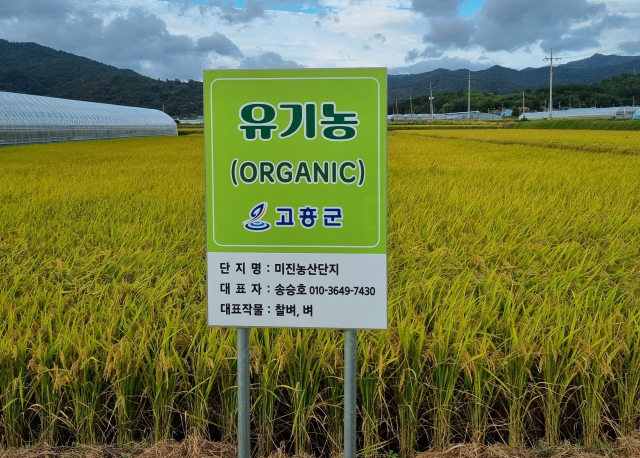 유기농
(ORGANIC)
고흥군
단 지 명 : 미진농산단지
대 표 자 : 송승호 010-3649-7430
대표작물 : 찰벼, 벼